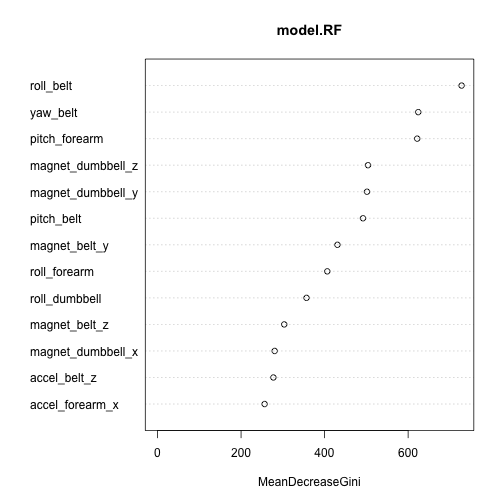 model.RF
roll_belt
yaw_belt
pitch_forearm
magnet_dumbbell_z
magnet_dumbbell_y
pitch_belt
magnet_belt_y
roll_forearm
roll_dumbbell
magnet_belt_z
magnet_dumbbell_x
accel_belt_z
accel_forearm_x
0 200 400 600
MeanDecreaseGini